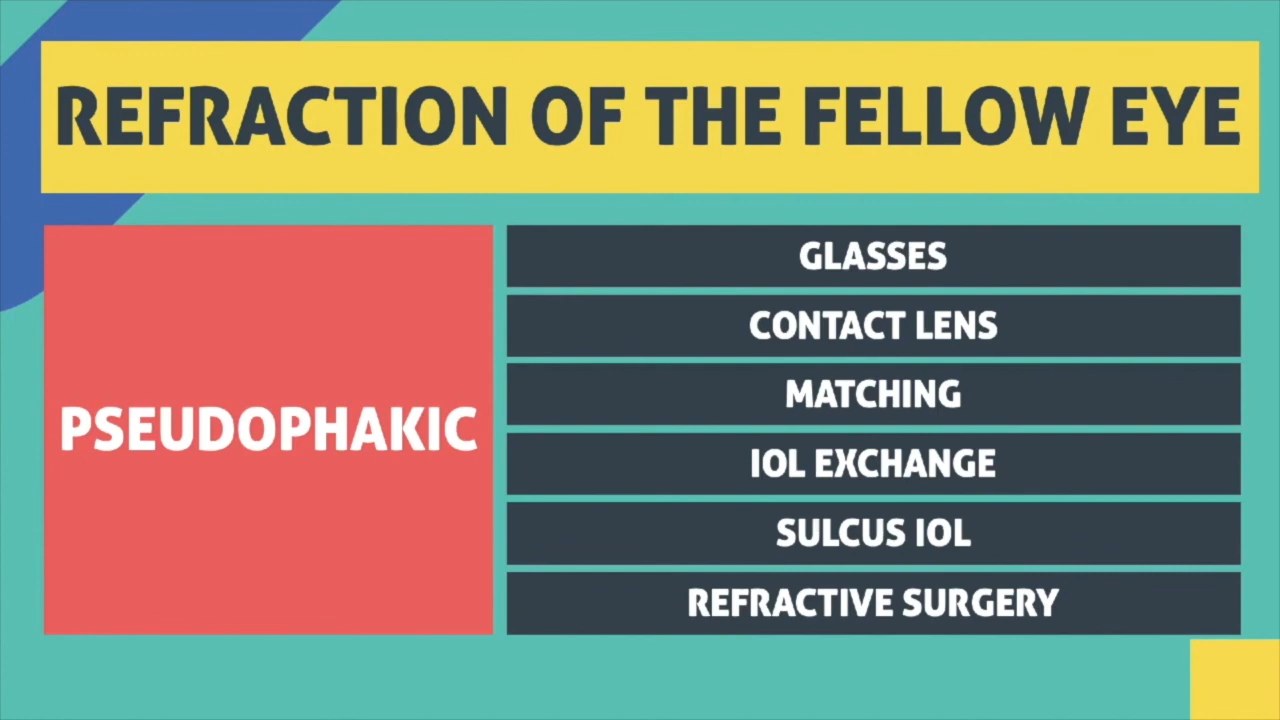 REFRACTION OF THE FELLOW EYE
PSEUDOPHAKIC
GLASSES
CONTACT LENS
MATCHING
IOL EXCHANGE
SULCUS IOL
REFRACTIVE SURGERY